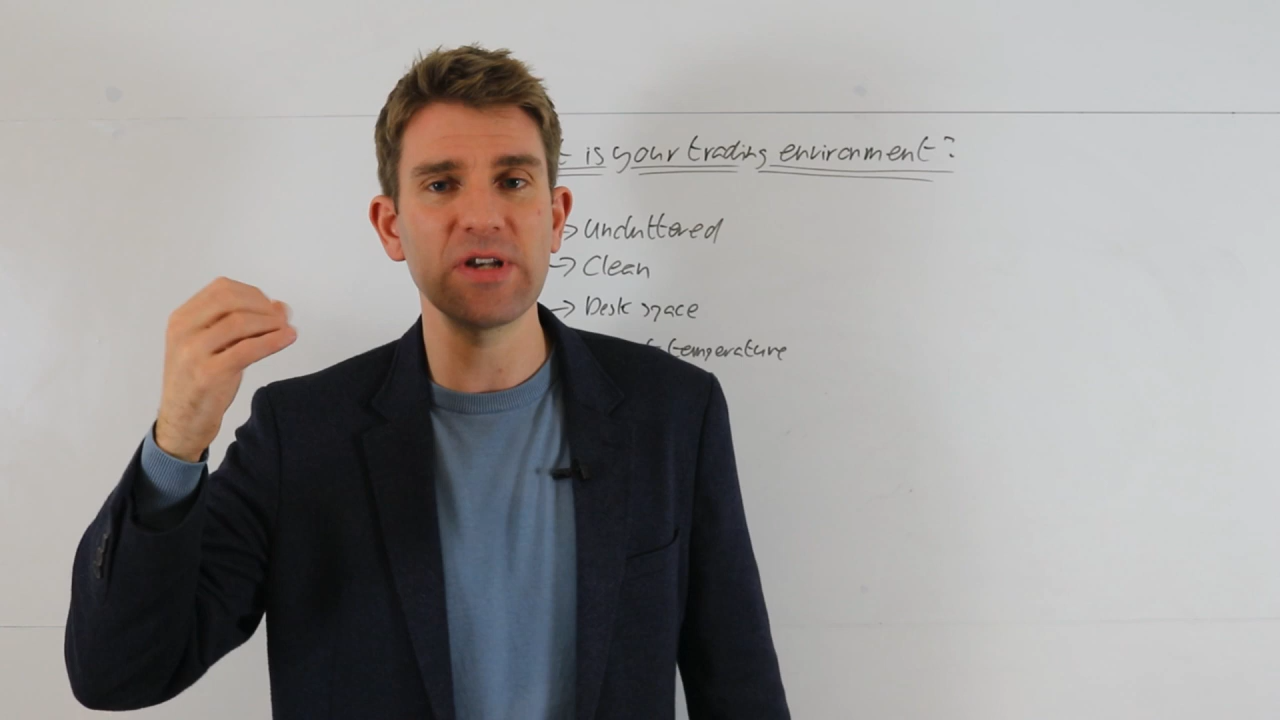 is your trading environment?
→ Uncluttered
→ Clean
→ Desk space
temperature